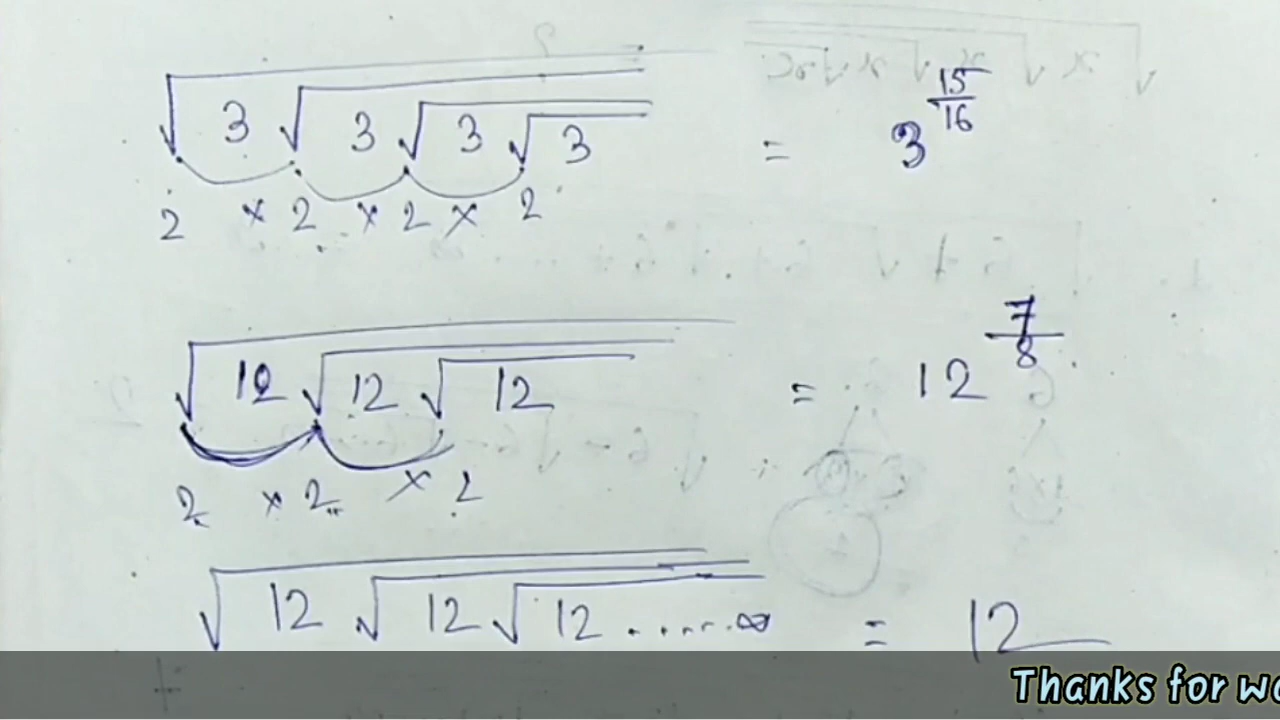 √3√3√3√3 = 3^15/16
2 × 2 × 2 × 2
√12√12√12 = 12^7/8
2 × 2 × 2
√12√12√12.......∞ = 12
Thanks for